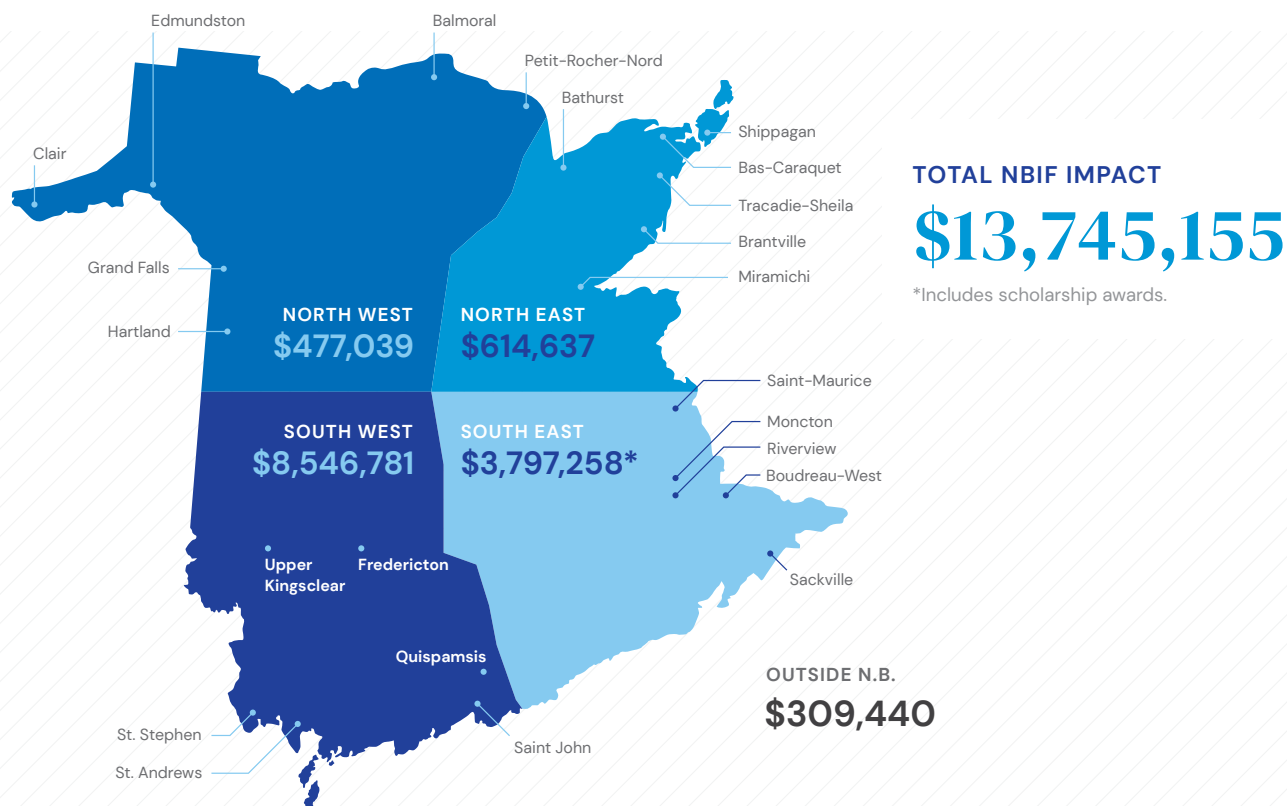 Edmundston
Balmoral
Petit-Rocher-Nord
Bathurst
Clair
Shippagan
Bas-Caraquet
Tracadie-Sheila
Brantville
Miramichi
Grand Falls
Hartland
TOTAL NBIF IMPACT
$13,745,155
*Includes scholarship awards.
NORTH WEST
$477,039
NORTH EAST
$614,637
SOUTH WEST
$8,546,781
SOUTH EAST
$3,797,258*
Saint-Maurice
Moncton
Riverview
Boudreau-West
Sackville
Upper
Kingsclear
Fredericton
Quispamsis
St. Stephen
St. Andrews
Saint John
OUTSIDE N.B.
$309,440